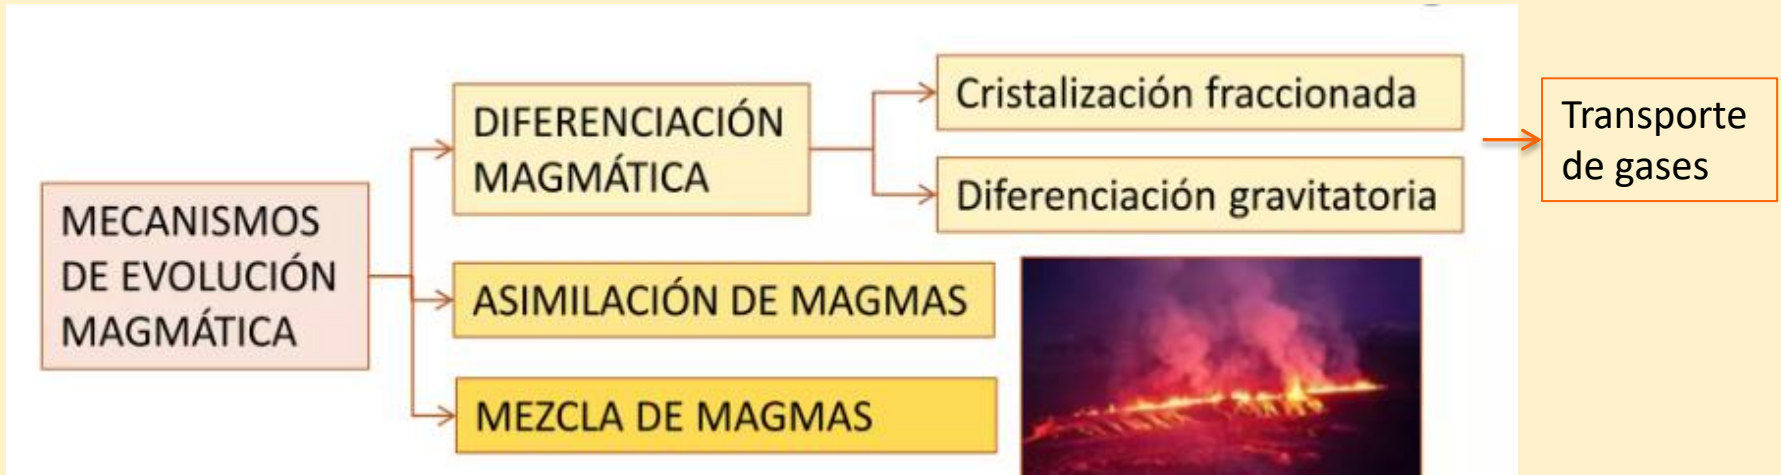 MECANISMOS
DE EVOLUCIÓN
MAGMÁTICA
DIFERENCIACIÓN
MAGMÁTICA
Cristalización fraccionada
Diferenciación gravitatoria
Transporte
de gases
ASIMILACIÓN DE MAGMAS
MEZCLA DE MAGMAS